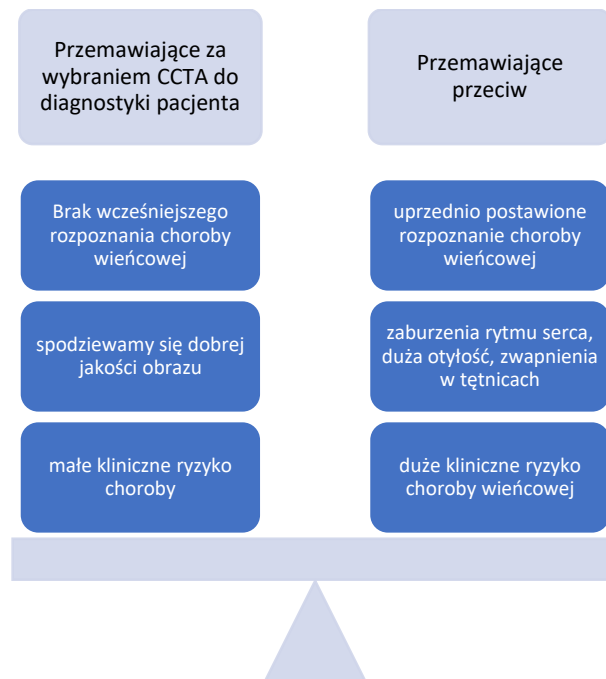 Przemawiające za
wybraniem CCTA do
diagnostyki pacjenta
Przemawiające
przeciw
Brak wcześniejszego
rozpoznania choroby
wieńcowej
uprzednio postawione
rozpoznanie choroby
wieńcowej
spodziewamy się dobrej
jakości obrazu
zaburzenia rytmu serca,
duża otyłość, zwapnienia
w tętnicach
małe kliniczne ryzyko
choroby
duże kliniczne ryzyko
choroby wieńcowej